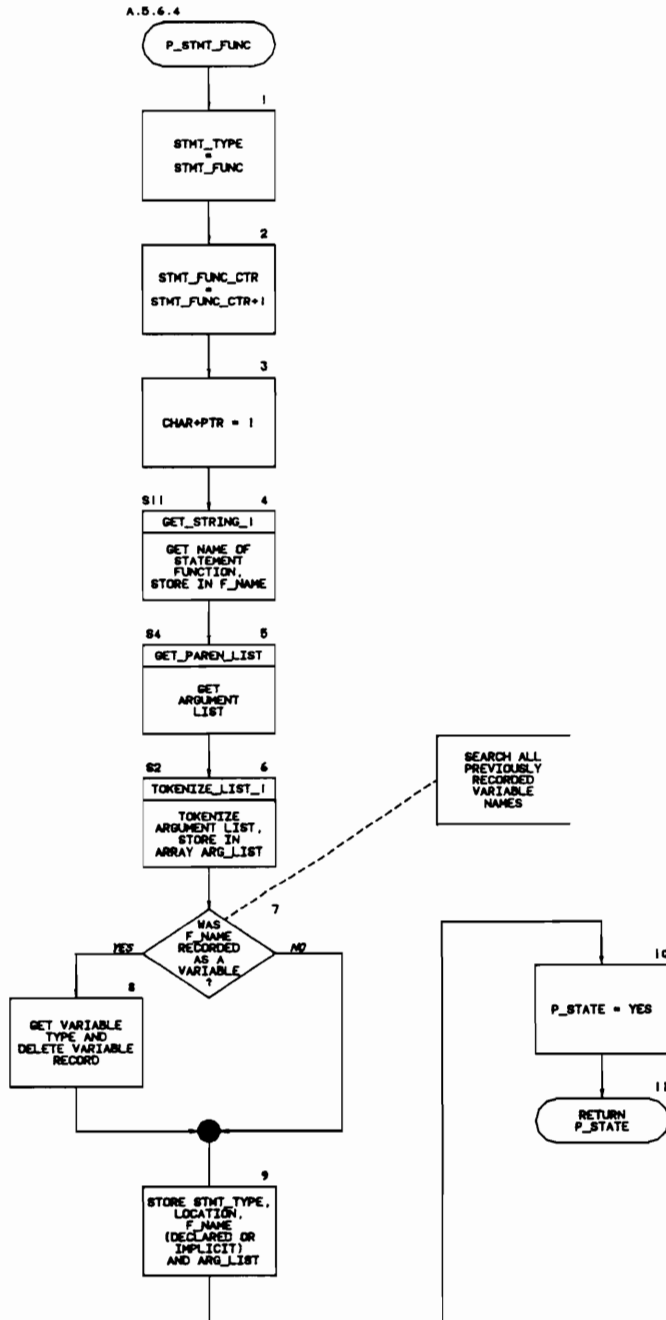 A.5.6.4
P_STMT_FUNC
1
STMT_TYPE
=
STMT_FUNC
2
STMT_FUNC_CTR
=
STMT_FUNC_CTR+1
3
CHAR+PTR = 1
S11 4
GET_STRING_1
GET NAME OF
STATEMENT
FUNCTION,
STORE IN F_NAME
S4 5
GET_PAREN_LIST
GET
ARGUMENT
LIST
S2 6
TOKENIZE_LIST_1
TOKENIZE
ARGUMENT LIST,
STORE IN
ARRAY ARG_LIST
SEARCH ALL
PREVIOUSLY
RECORDED
VARIABLE
NAMES
7
WAS
F_NAME
RECORDED
AS A
VARIABLE
?
YES
NO
8
GET VARIABLE
TYPE AND
DELETE VARIABLE
RECORD
9
STORE STMT_TYPE,
LOCATION,
F_NAME
(DECLARED OR
IMPLICIT)
AND ARG_LIST
10
P_STATE = YES
11
RETURN
P_STATE